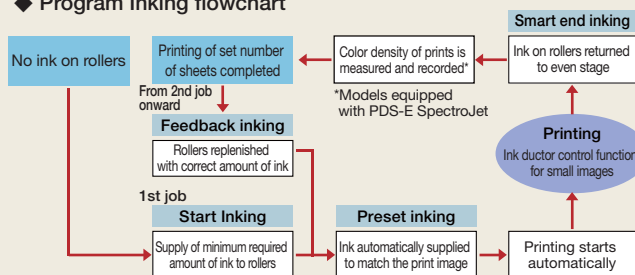 ◆ Program Inking flowchart
No ink on rollers
Printing of set number
of sheets completed
Color density of prints is
measured and recorded*
*Models equipped
with PDS-E SpectroJet
Smart end inking
Ink on rollers returned
to even stage
From 2nd job
onward
Feedback inking
Rollers replenished
with correct amount of ink
Printing
Ink ductor control function
for small images
1st job
Start Inking
Supply of minimum required
amount of ink to rollers
Preset inking
Ink automatically supplied
to match the print image
Printing starts
automatically